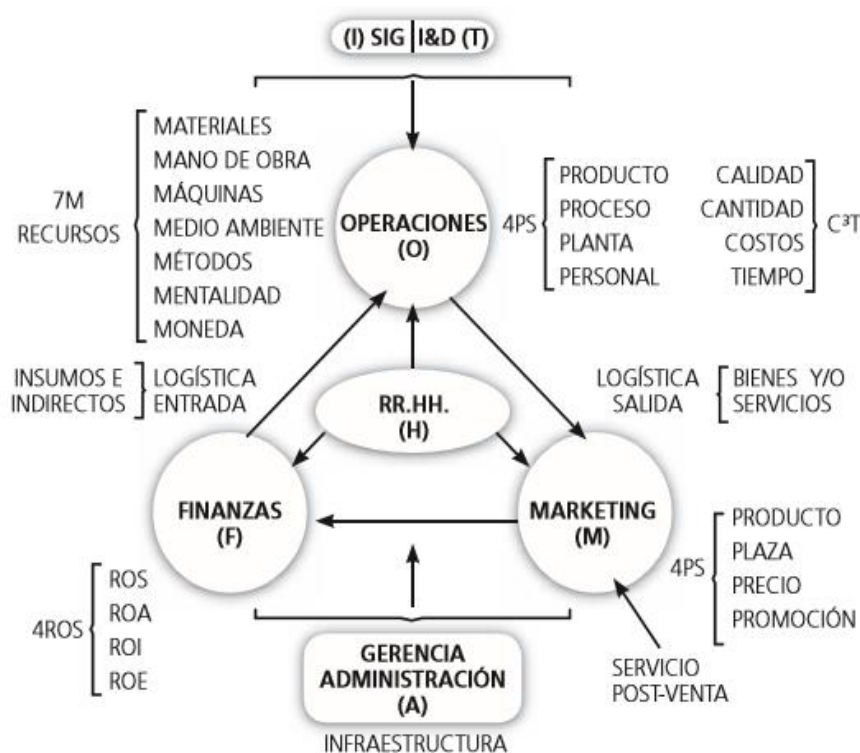 (I) SIG | I&D (T)
7M
RECURSOS
MATERIALES
MANO DE OBRA
MÁQUINAS
MEDIO AMBIENTE
MÉTODOS
MENTALIDAD
MONEDA
OPERACIONES
(O)
4PS
PRODUCTO
PROCESO
PLANTA
PERSONAL
CALIDAD
CANTIDAD
COSTOS
TIEMPO
C³T
INSUMOS E
INDIRECTOS
LOGÍSTICA
ENTRADA
RR.HH.
(H)
LOGÍSTICA
SALIDA
BIENES Y/O
SERVICIOS
FINANZAS
(F)
MARKETING
(M)
4ROS
ROS
ROA
ROI
ROE
4PS
PRODUCTO
PLAZA
PRECIO
PROMOCIÓN
GERENCIA
ADMINISTRACIÓN
(A)
INFRAESTRUCTURA
SERVICIO
POST-VENTA